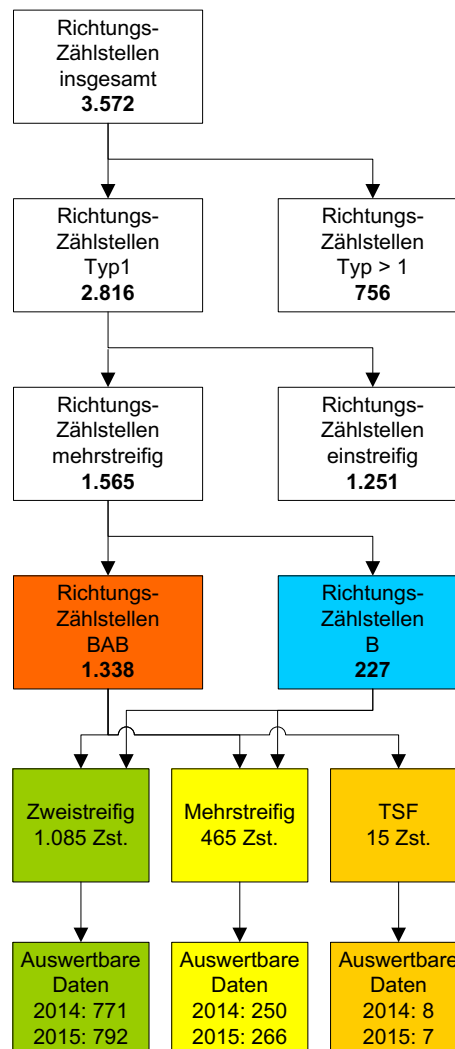 Richtungs-
Zählstellen
insgesamt
3.572
Richtungs-
Zählstellen
Typ1
2.816
Richtungs-
Zählstellen
Typ > 1
756
Richtungs-
Zählstellen
mehrstreifig
1.565
Richtungs-
Zählstellen
einstreifig
1.251
Richtungs-
Zählstellen
BAB
1.338
Richtungs-
Zählstellen
B
227
Zweistreifig
1.085 Zst.
Mehrstreifig
465 Zst.
TSF
15 Zst.
Auswertbare
Daten
2014: 771
2015: 792
Auswertbare
Daten
2014: 250
2015: 266
Auswertbare
Daten
2014: 8
2015: 7